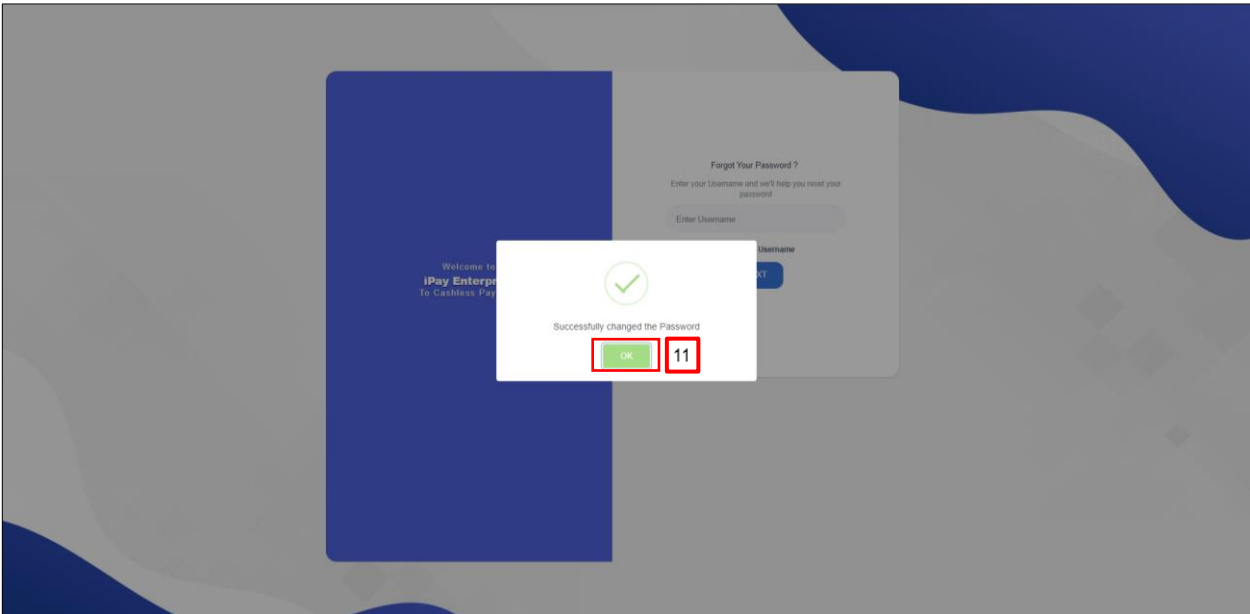 Forgot Your Password ?
Enter your Username and we'll help you reset your
password
Enter Username
Username
Welcome to
iPay Enterpr
To Cashless Pay
XT
Successfully changed the Password
OK
11